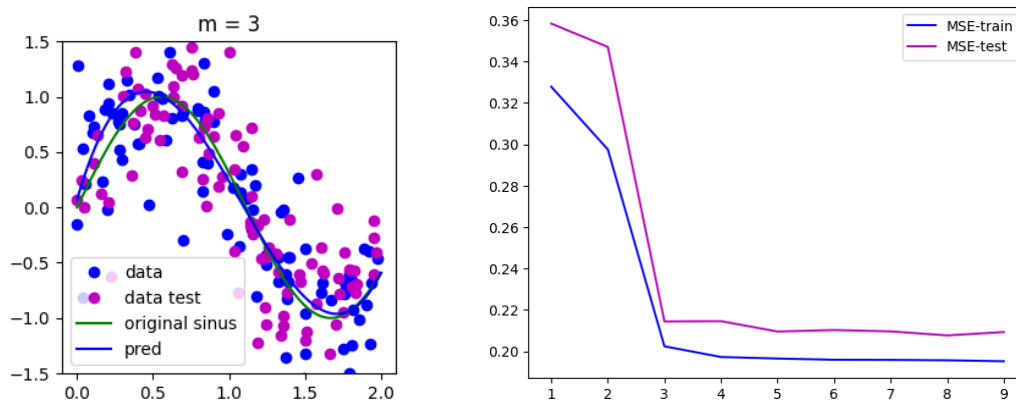 m = 3
1.5
1.0
0.5
0.0
−0.5
−1.0
−1.5
0.0 0.5 1.0 1.5 2.0
data
data test
original sinus
pred
0.36
0.34
0.32
0.30
0.28
0.26
0.24
0.22
0.20
1 2 3 4 5 6 7 8 9
MSE-train
MSE-test